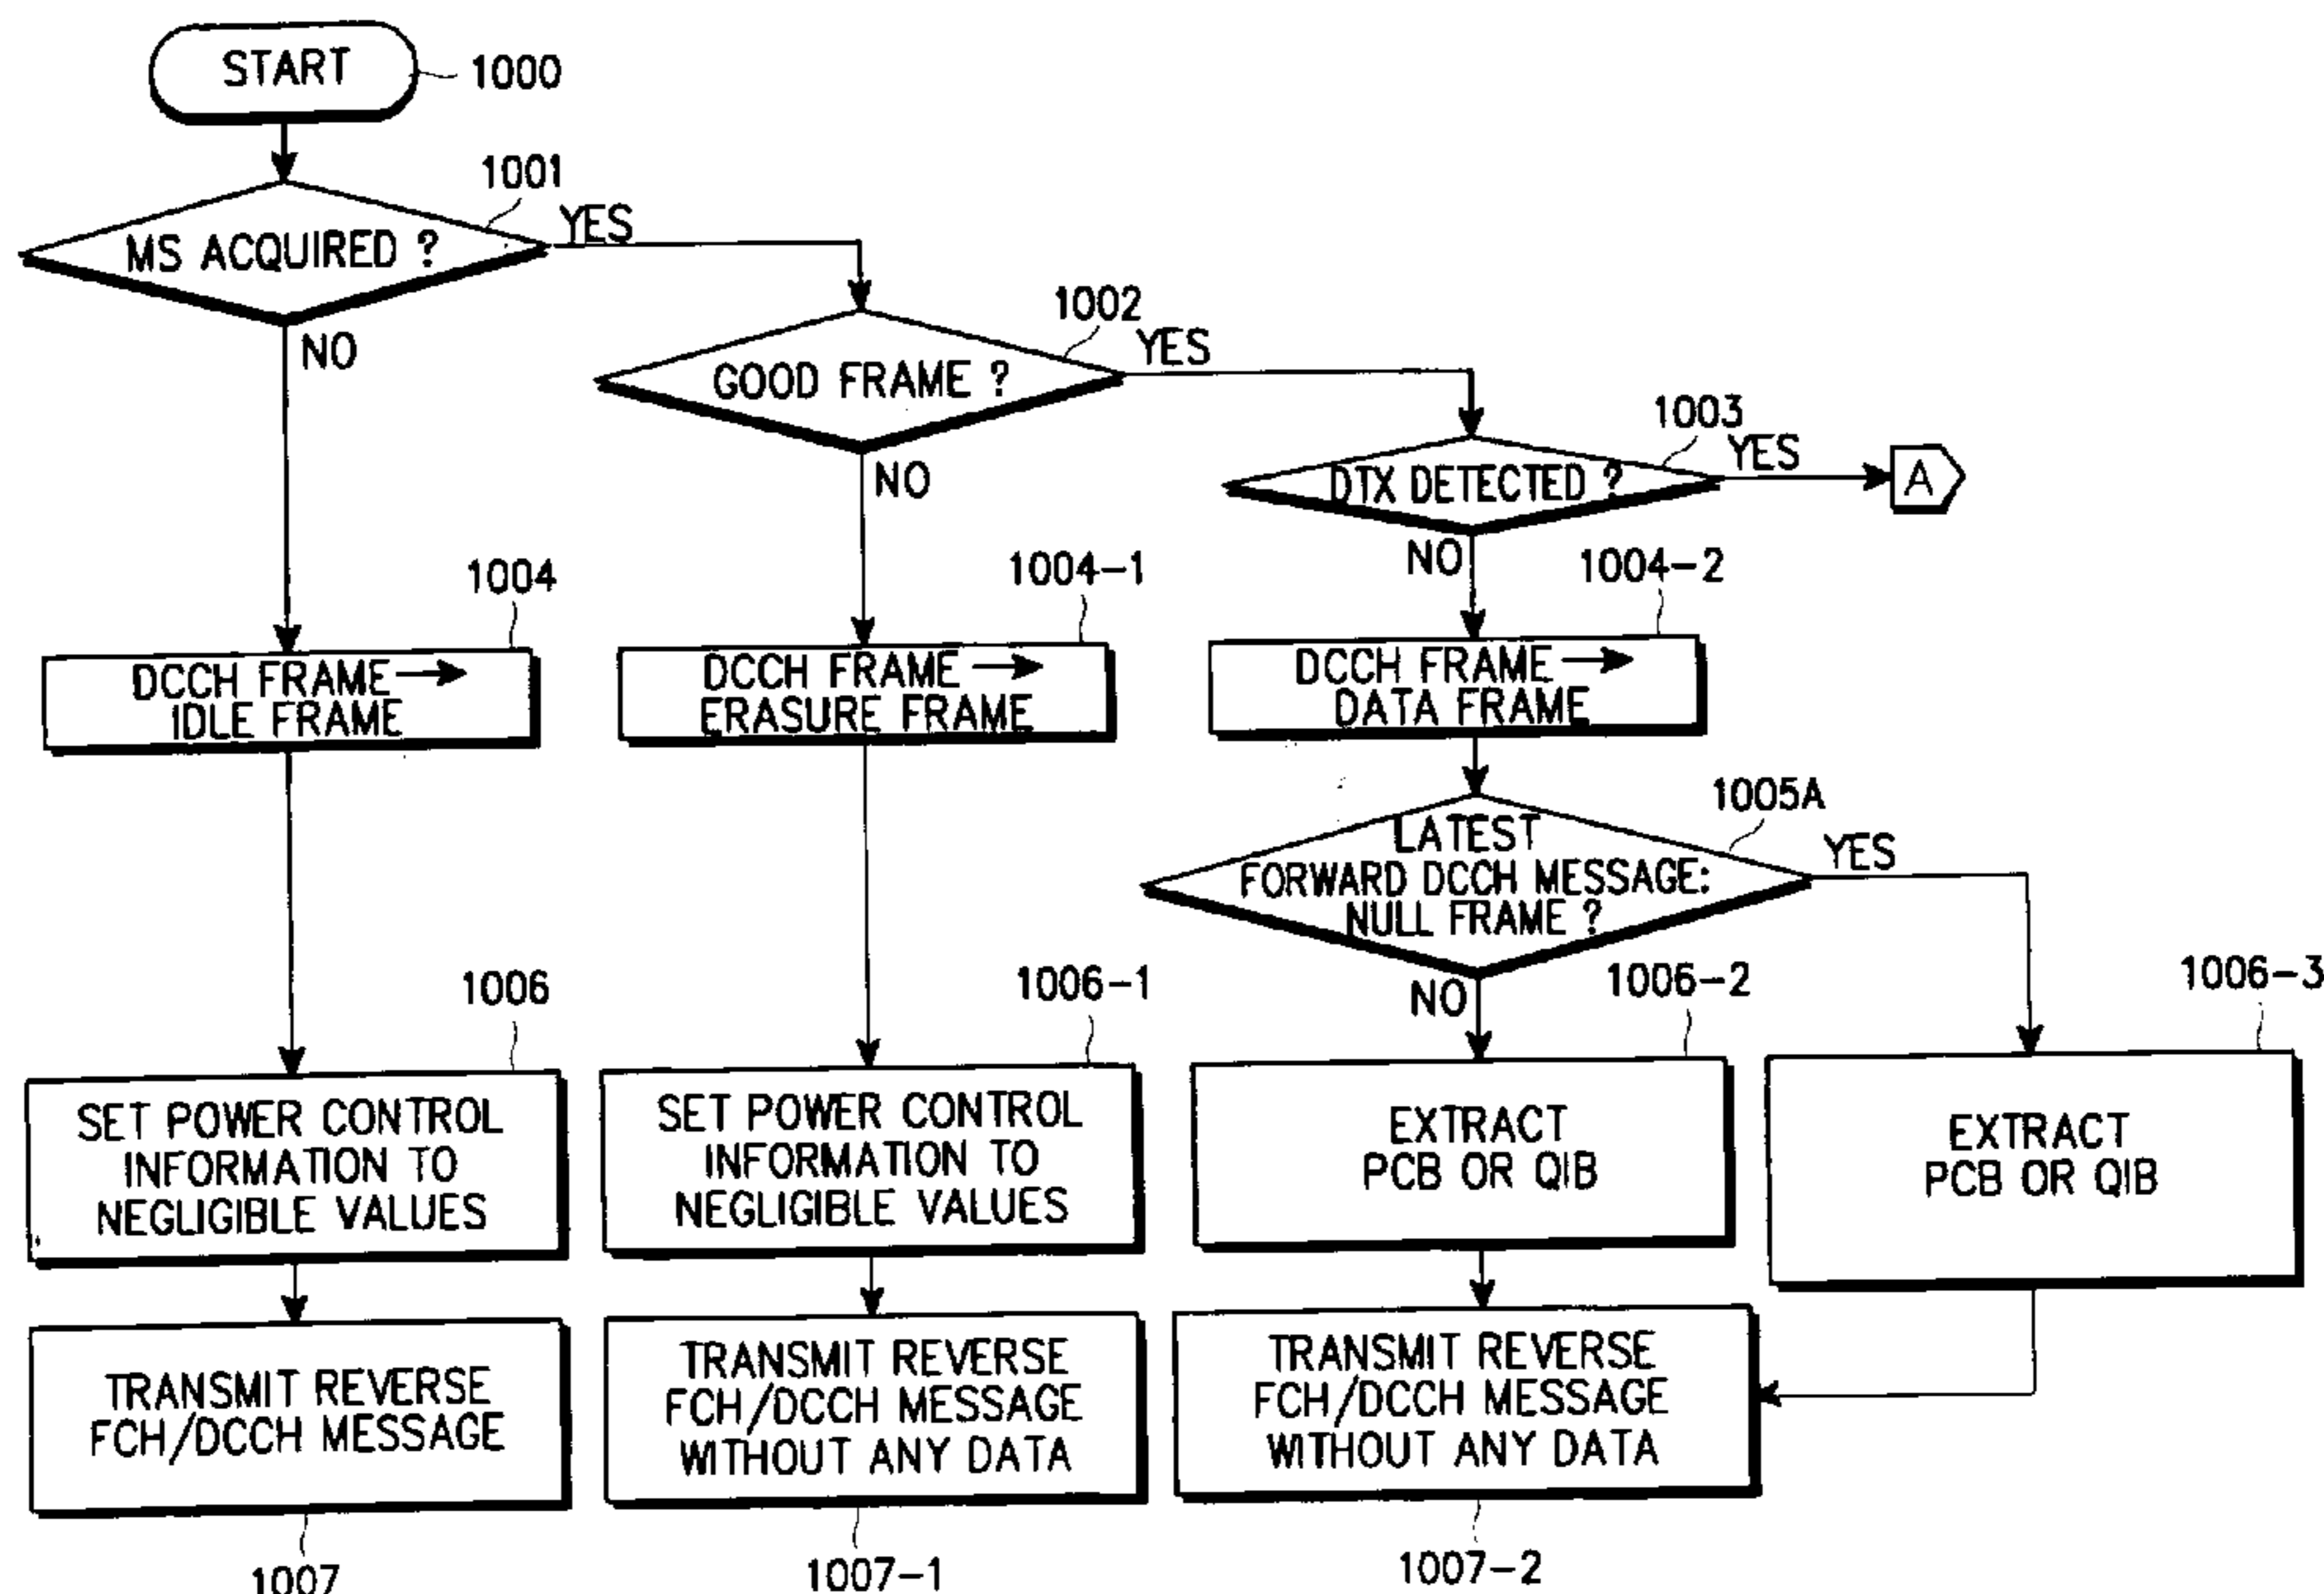 START
1000
1001
MS ACQUIRED ?
YES
NO
1002
GOOD FRAME ?
YES
NO
1003
DTX DETECTED ?
YES
A
NO
1004
DCCH FRAME →
IDLE FRAME
1004-1
DCCH FRAME →
ERASURE FRAME
1004-2
DCCH FRAME →
DATA FRAME
1005A
LATEST
FORWARD DCCH MESSAGE:
NULL FRAME ?
YES
NO
1006
SET POWER CONTROL
INFORMATION TO
NEGLIGIBLE VALUES
1006-1
SET POWER CONTROL
INFORMATION TO
NEGLIGIBLE VALUES
1006-2
EXTRACT
PCB OR QIB
1006-3
EXTRACT
PCB OR QIB
TRANSMIT REVERSE
FCH/DCCH MESSAGE
1007
TRANSMIT REVERSE
FCH/DCCH MESSAGE
WITHOUT ANY DATA
1007-1
TRANSMIT REVERSE
FCH/DCCH MESSAGE
WITHOUT ANY DATA
1007-2